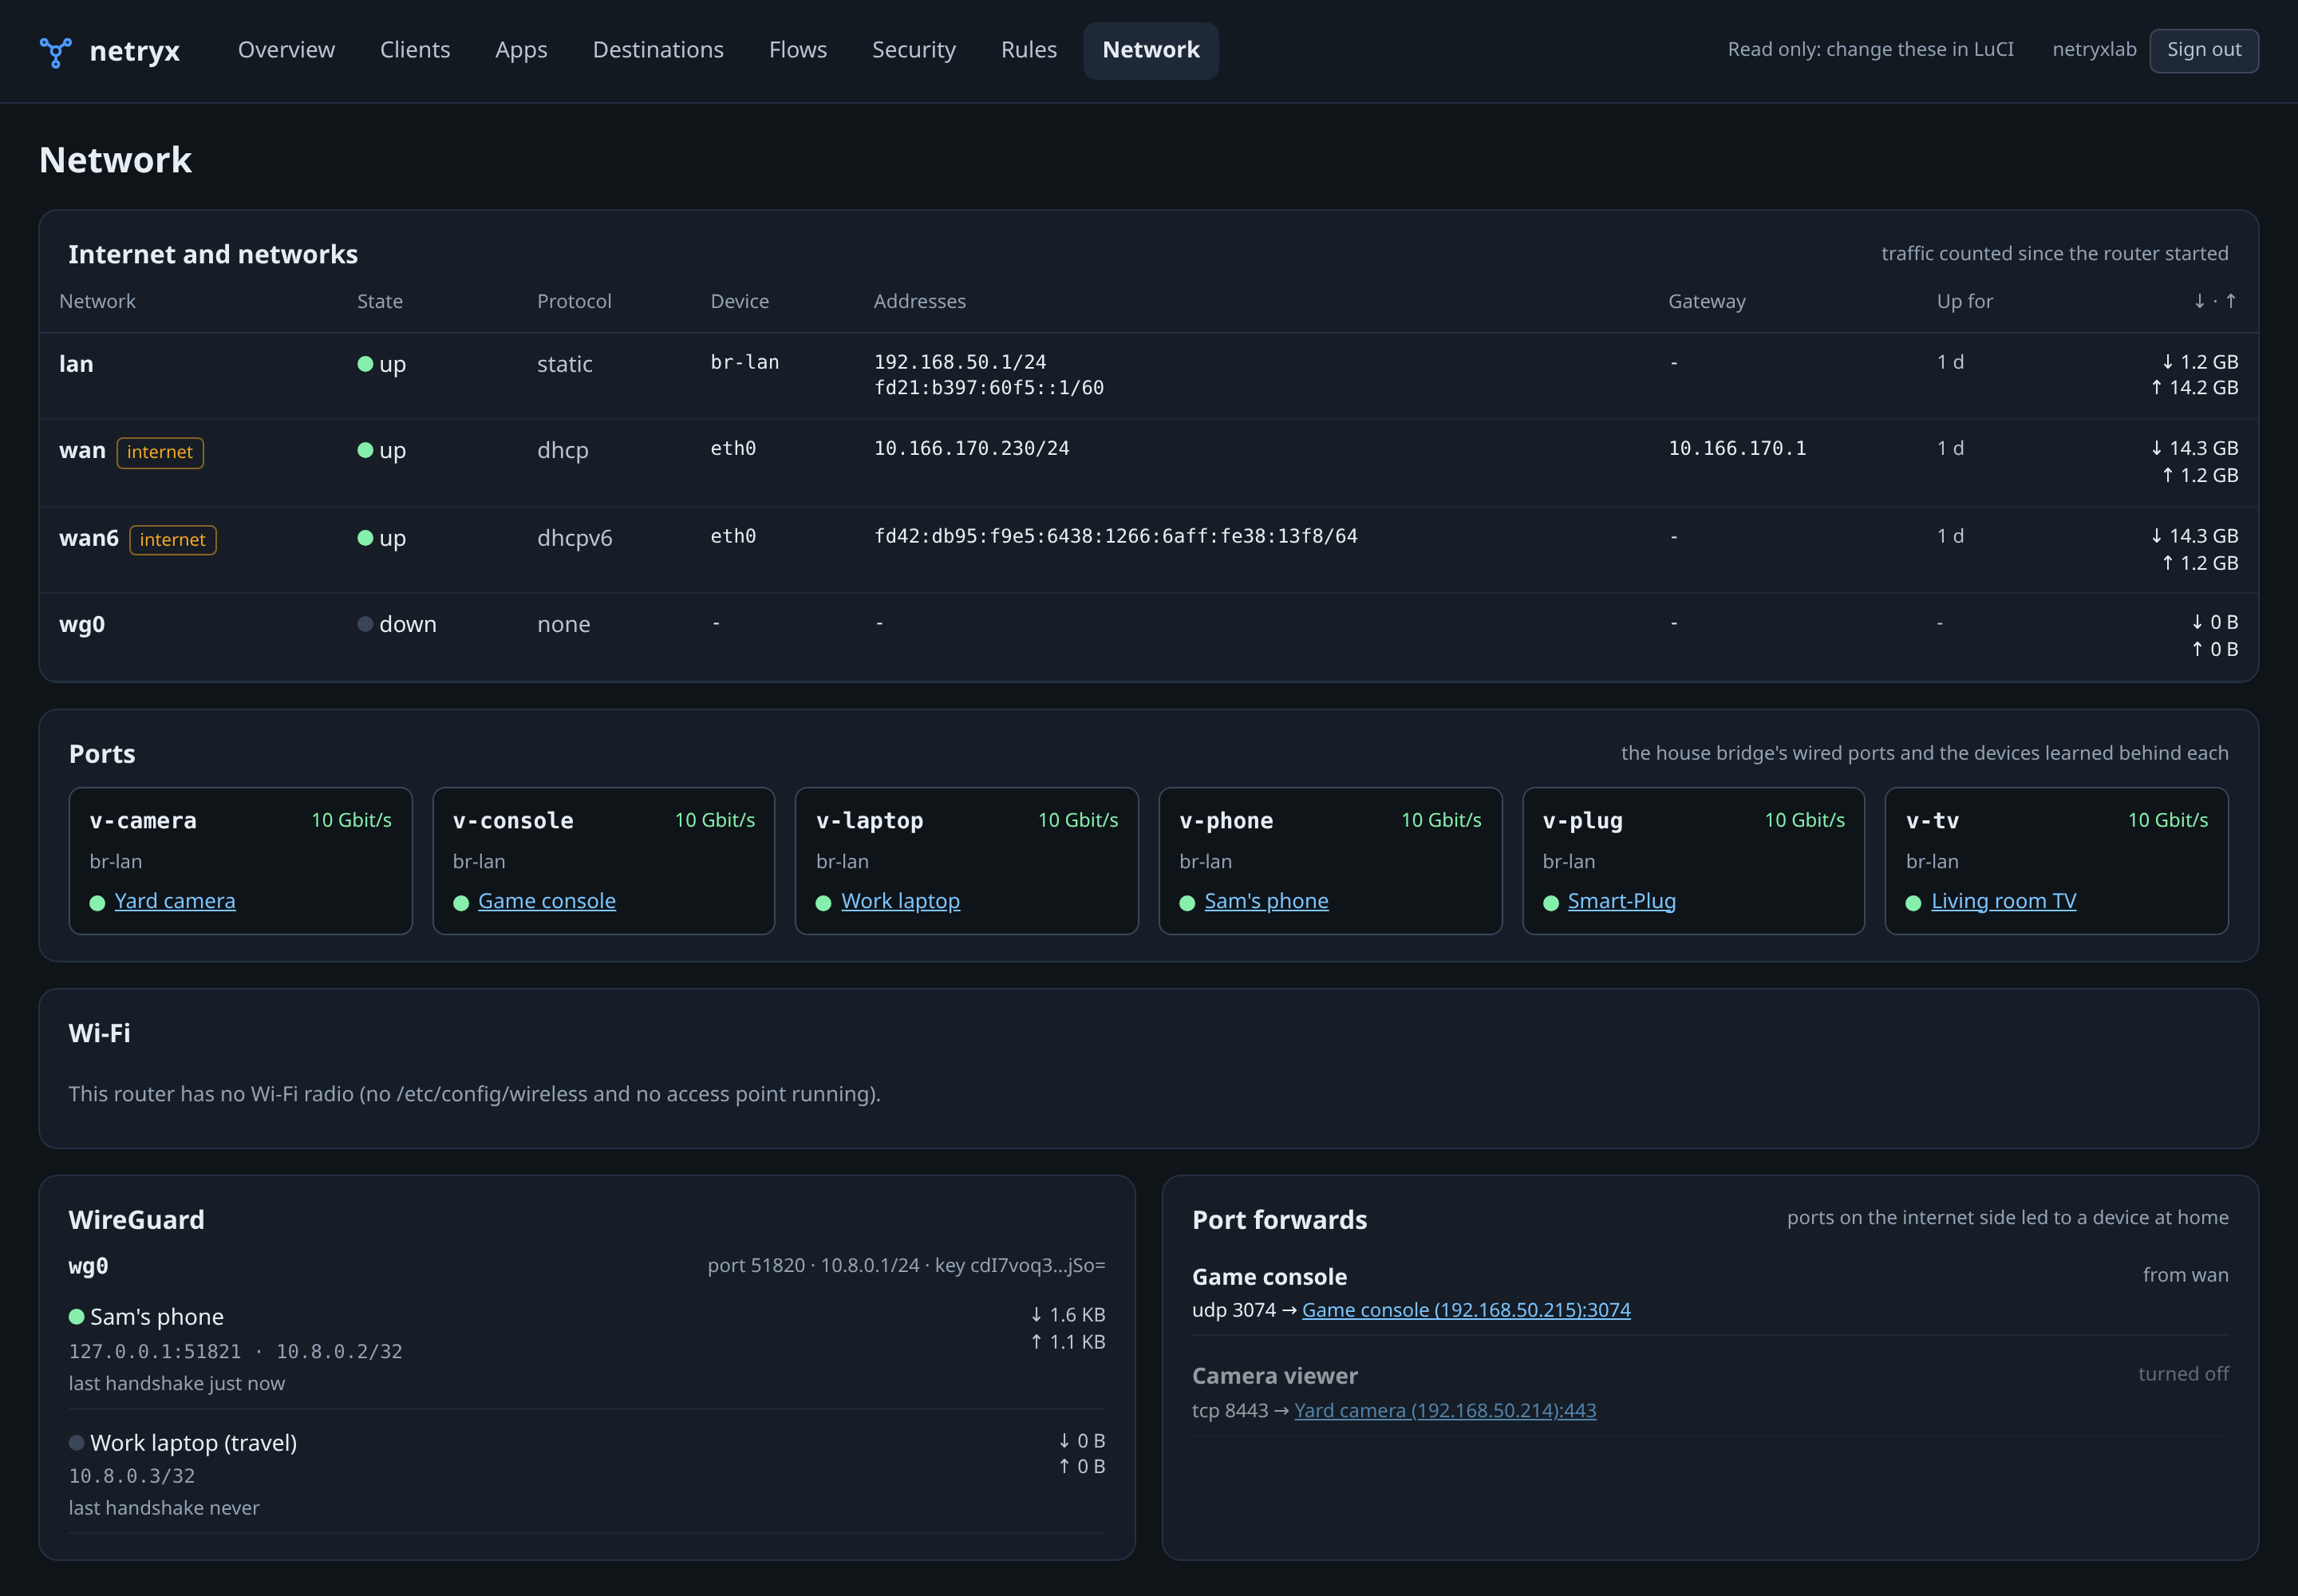 netryx Overview Clients Apps Destinations Flows Security Rules Network Read only: change these in LuCI netryxlab Sign out
Network
Internet and networks traffic counted since the router started
Network State Protocol Device Addresses Gateway Up for ↓ · ↑
lan up static br-lan 192.168.50.1/24 - 1 d ↓ 1.2 GB
fd21:b397:60f5::1/60 ↑ 14.2 GB
wan internet up dhcp eth0 10.166.170.230/24 10.166.170.1 1 d ↓ 14.3 GB
↑ 1.2 GB
wan6 internet up dhcpv6 eth0 fd42:db95:f9e5:6438:1266:6aff:fe38:13f8/64 - 1 d ↓ 14.3 GB
↑ 1.2 GB
wg0 down none - - - - ↓ 0 B
↑ 0 B
Ports the house bridge's wired ports and the devices learned behind each
v-camera 10 Gbit/s
br-lan
Yard camera
v-console 10 Gbit/s
br-lan
Game console
v-laptop 10 Gbit/s
br-lan
Work laptop
v-phone 10 Gbit/s
br-lan
Sam's phone
v-plug 10 Gbit/s
br-lan
Smart-Plug
v-tv 10 Gbit/s
br-lan
Living room TV
Wi-Fi
This router has no Wi-Fi radio (no /etc/config/wireless and no access point running).
WireGuard
wg0 port 51820 · 10.8.0.1/24 · key cdI7voq3…jSo=
Sam's phone ↓ 1.6 KB
↑ 1.1 KB
127.0.0.1:51821 · 10.8.0.2/32
last handshake just now
Work laptop (travel) ↓ 0 B
↑ 0 B
10.8.0.3/32
last handshake never
Port forwards ports on the internet side led to a device at home
Game console from wan
udp 3074 → Game console (192.168.50.215):3074
Camera viewer turned off
tcp 8443 → Yard camera (192.168.50.214):443